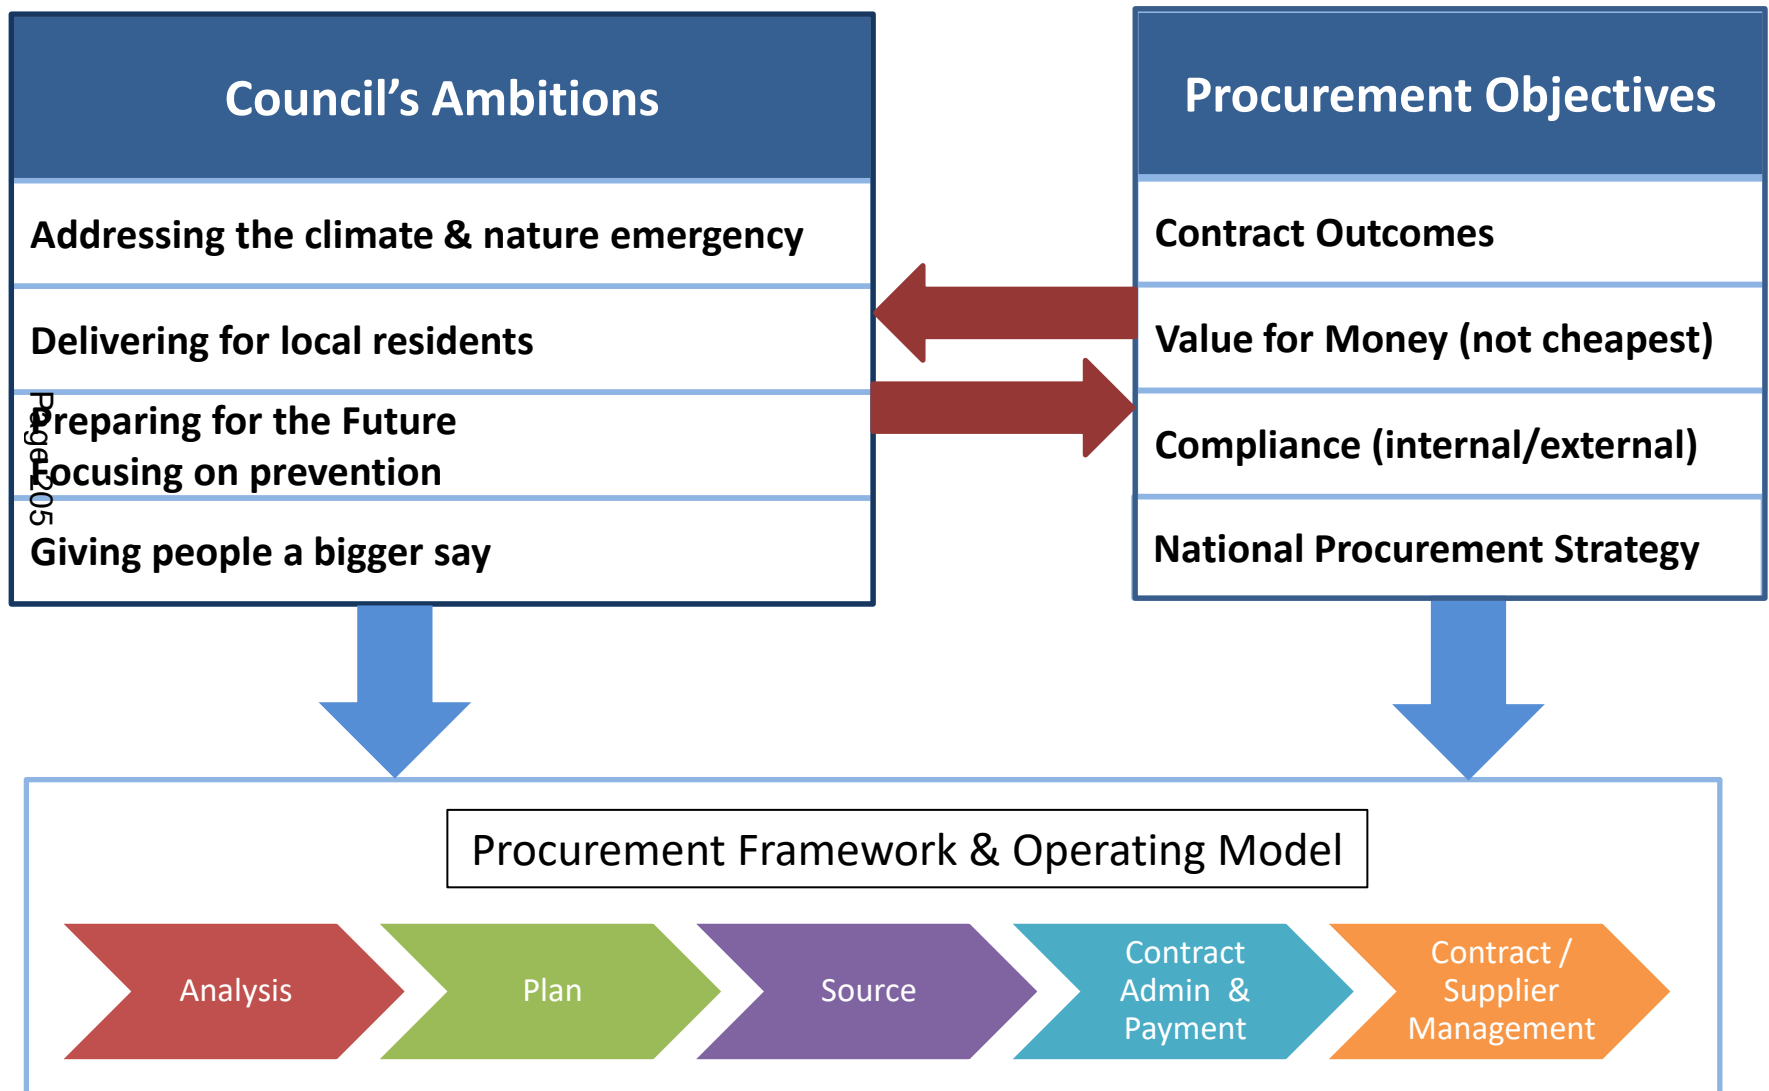 Council's Ambitions
Addressing the climate & nature emergency
Delivering for local residents
Preparing for the Future
Focusing on prevention
Giving people a bigger say
Page 205
Procurement Objectives
Contract Outcomes
Value for Money (not cheapest)
Compliance (internal/external)
National Procurement Strategy
Procurement Framework & Operating Model
Analysis
Plan
Source
Contract
Admin &
Payment
Contract /
Supplier
Management